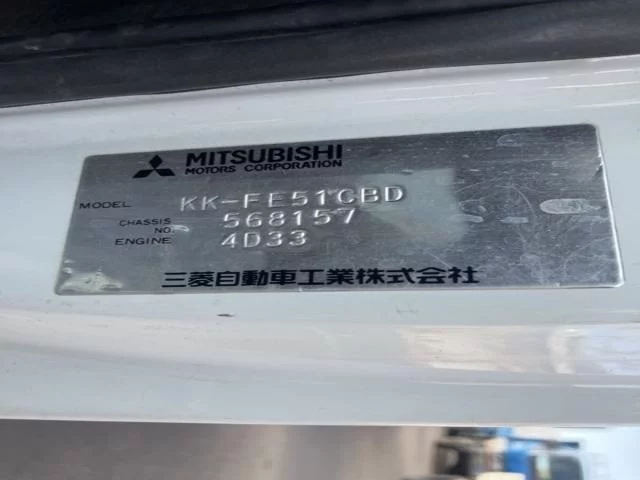 MITSUBISHI
MOTORS CORPORATION
MODEL KK-FE51CBD
CHASSIS NO. 568157
ENGINE 4D33
三菱自動車工業株式会社